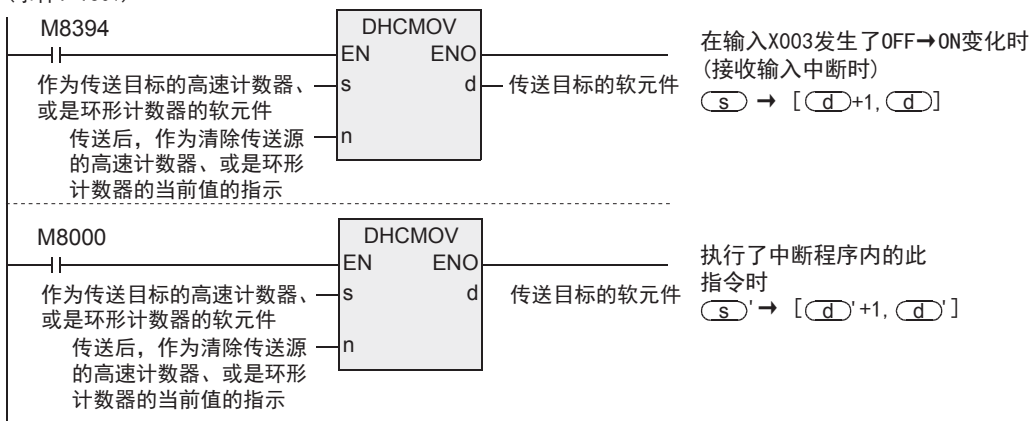 M8394
DHCMOV
EN ENO
作为传送目标的高速计数器、
或是环形计数器的软元件
s d
传送目标的软元件
传送后，作为清除传送源
的高速计数器、或是环形
计数器的当前值的指示
n
在输入X003发生了OFF→ON变化时
(接收输入中断时)
s → [d+1, d]
M8000
DHCMOV
EN ENO
作为传送目标的高速计数器、
或是环形计数器的软元件
s d
传送目标的软元件
传送后，作为清除传送源
的高速计数器、或是环形
计数器的当前值的指示
n
执行了中断程序内的此
指令时
s'→ [d'+1, d']